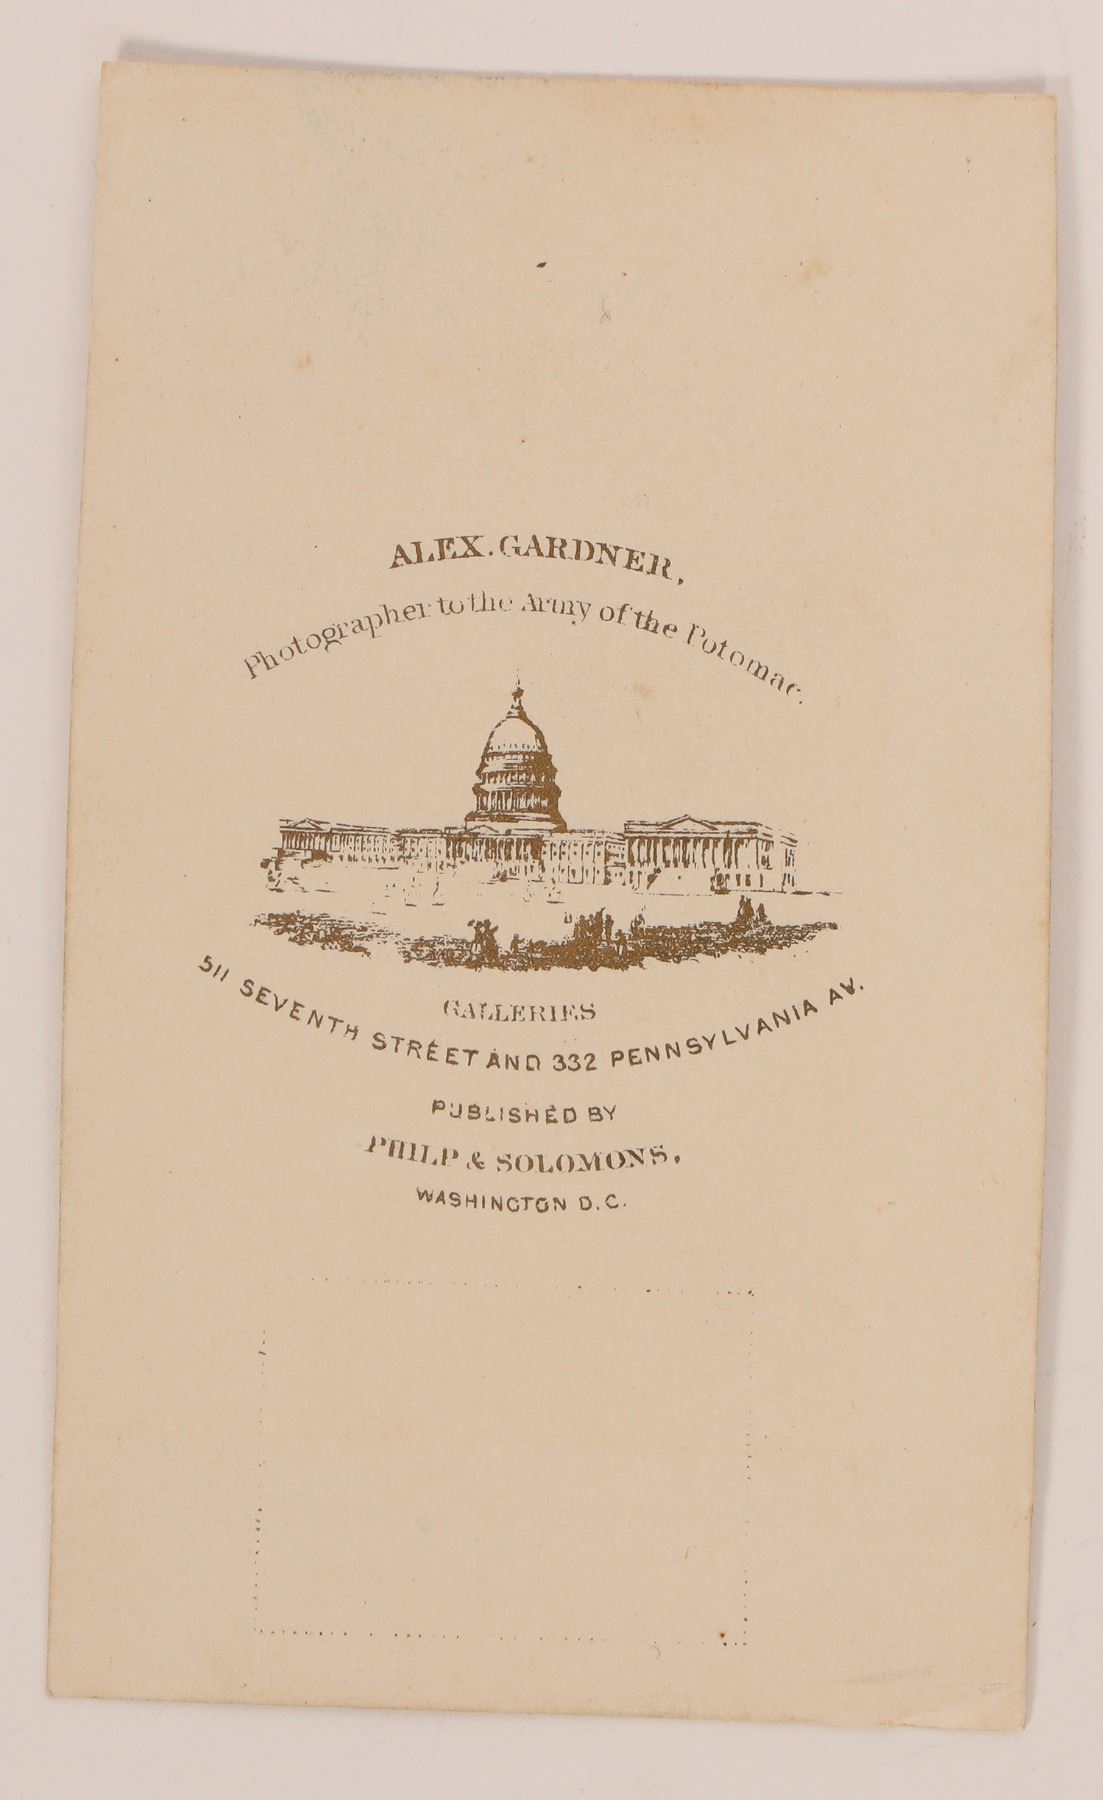 ALEX. GARDNER,
Photographer to the Army of the Potomac.
GALLERIES
511 SEVENTH STREET AND 332 PENNSYLVANIA AV.
PUBLISHED BY
PHILP & SOLOMONS,
WASHINGTON D.C.